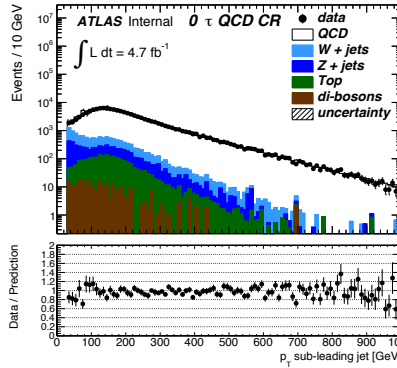 ATLAS Internal 0 τ QCD CR
∫ L dt = 4.7 fb⁻¹
data
QCD
W + jets
Z + jets
Top
di-bosons
uncertainty
Events / 10 GeV
10⁷
10⁶
10⁵
10⁴
10³
10²
10
1
Data / Prediction
2
1.8
1.6
1.4
1.2
1
0.8
0.6
0.4
0.2
0
0 100 200 300 400 500 600 700 800 900 100
p_T sub-leading jet [GeV